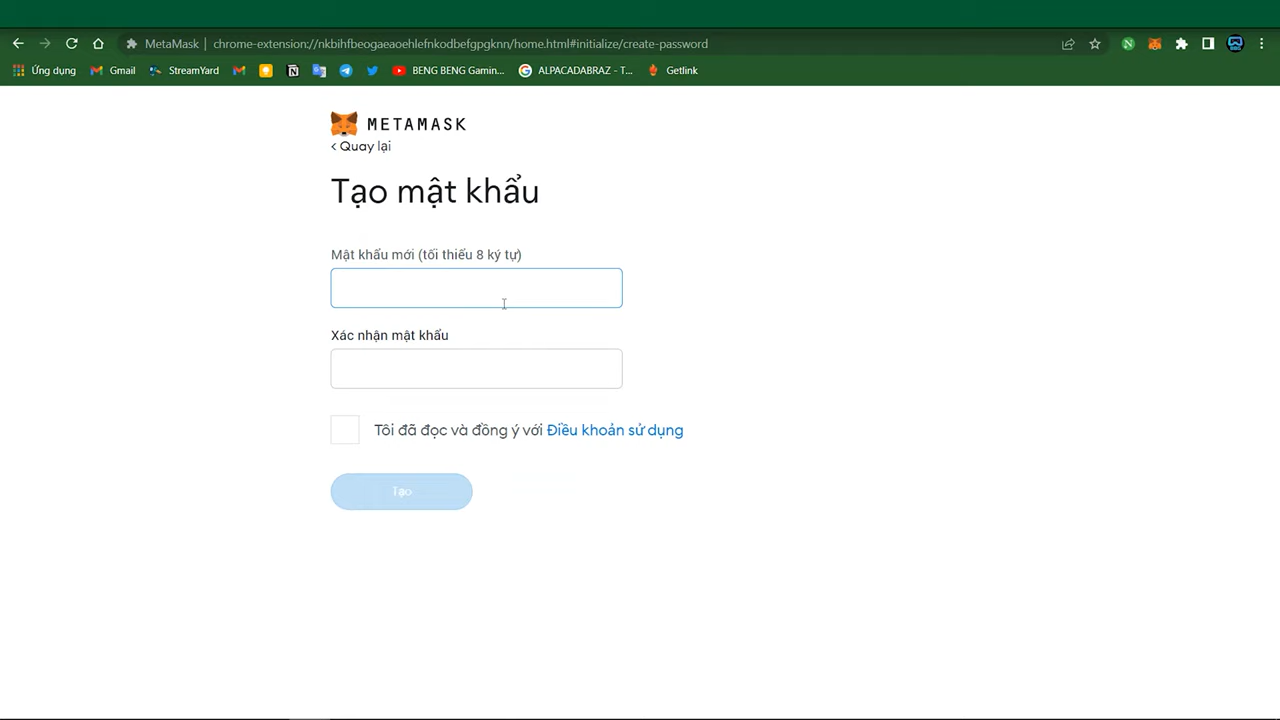 MetaMask | chrome-extension://nkbihfbeogaeaoehlefnkodbefgpgknn/home.html#initialize/create-password
Ứng dụng Gmail StreamYard BENG BENG Gamin... ALPACADABRAZ - T... Getlink
METAMASK
< Quay lại
Tạo mật khẩu
Mật khẩu mới (tối thiểu 8 ký tự)
Xác nhận mật khẩu
Tôi đã đọc và đồng ý với Điều khoản sử dụng
Tạo